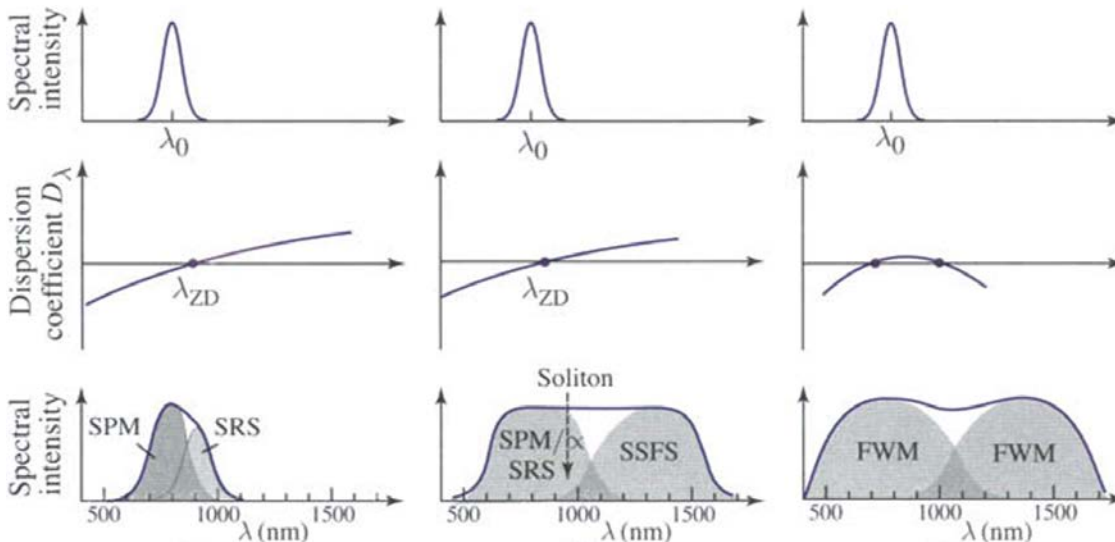 Spectral
intensity
λ0
λ0
λ0
Dispersion
coefficient Dλ
λZD
λZD
Spectral
intensity
SPM
SRS
Soliton
SPM/
SRS
SSFS
FWM
FWM
500 1000 1500
500 1000 1500
500 1000 1500
λ (nm)
λ (nm)
λ (nm)